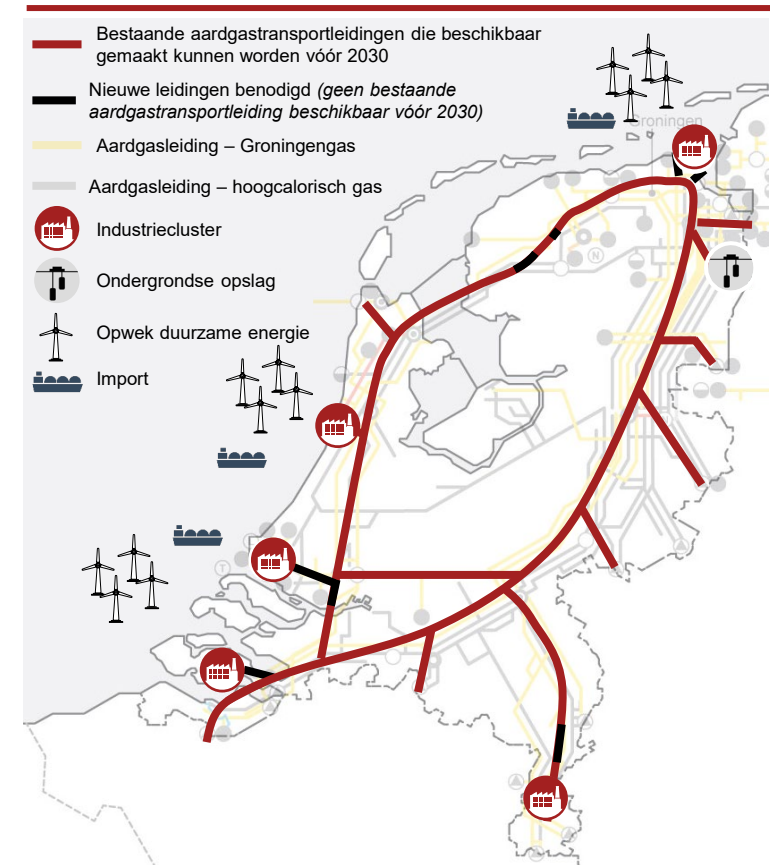 Bestaande aardgastransportleidingen die beschikbaar
gemaakt kunnen worden vóór 2030
Nieuwe leidingen benodigd (geen bestaande
aardgastransportleiding beschikbaar vóór 2030)
Aardgasleiding – Groningengas
Aardgasleiding – hoogcalorisch gas
Industriecluster
Ondergrondse opslag
Opwek duurzame energie
Import
Groningen
N
T